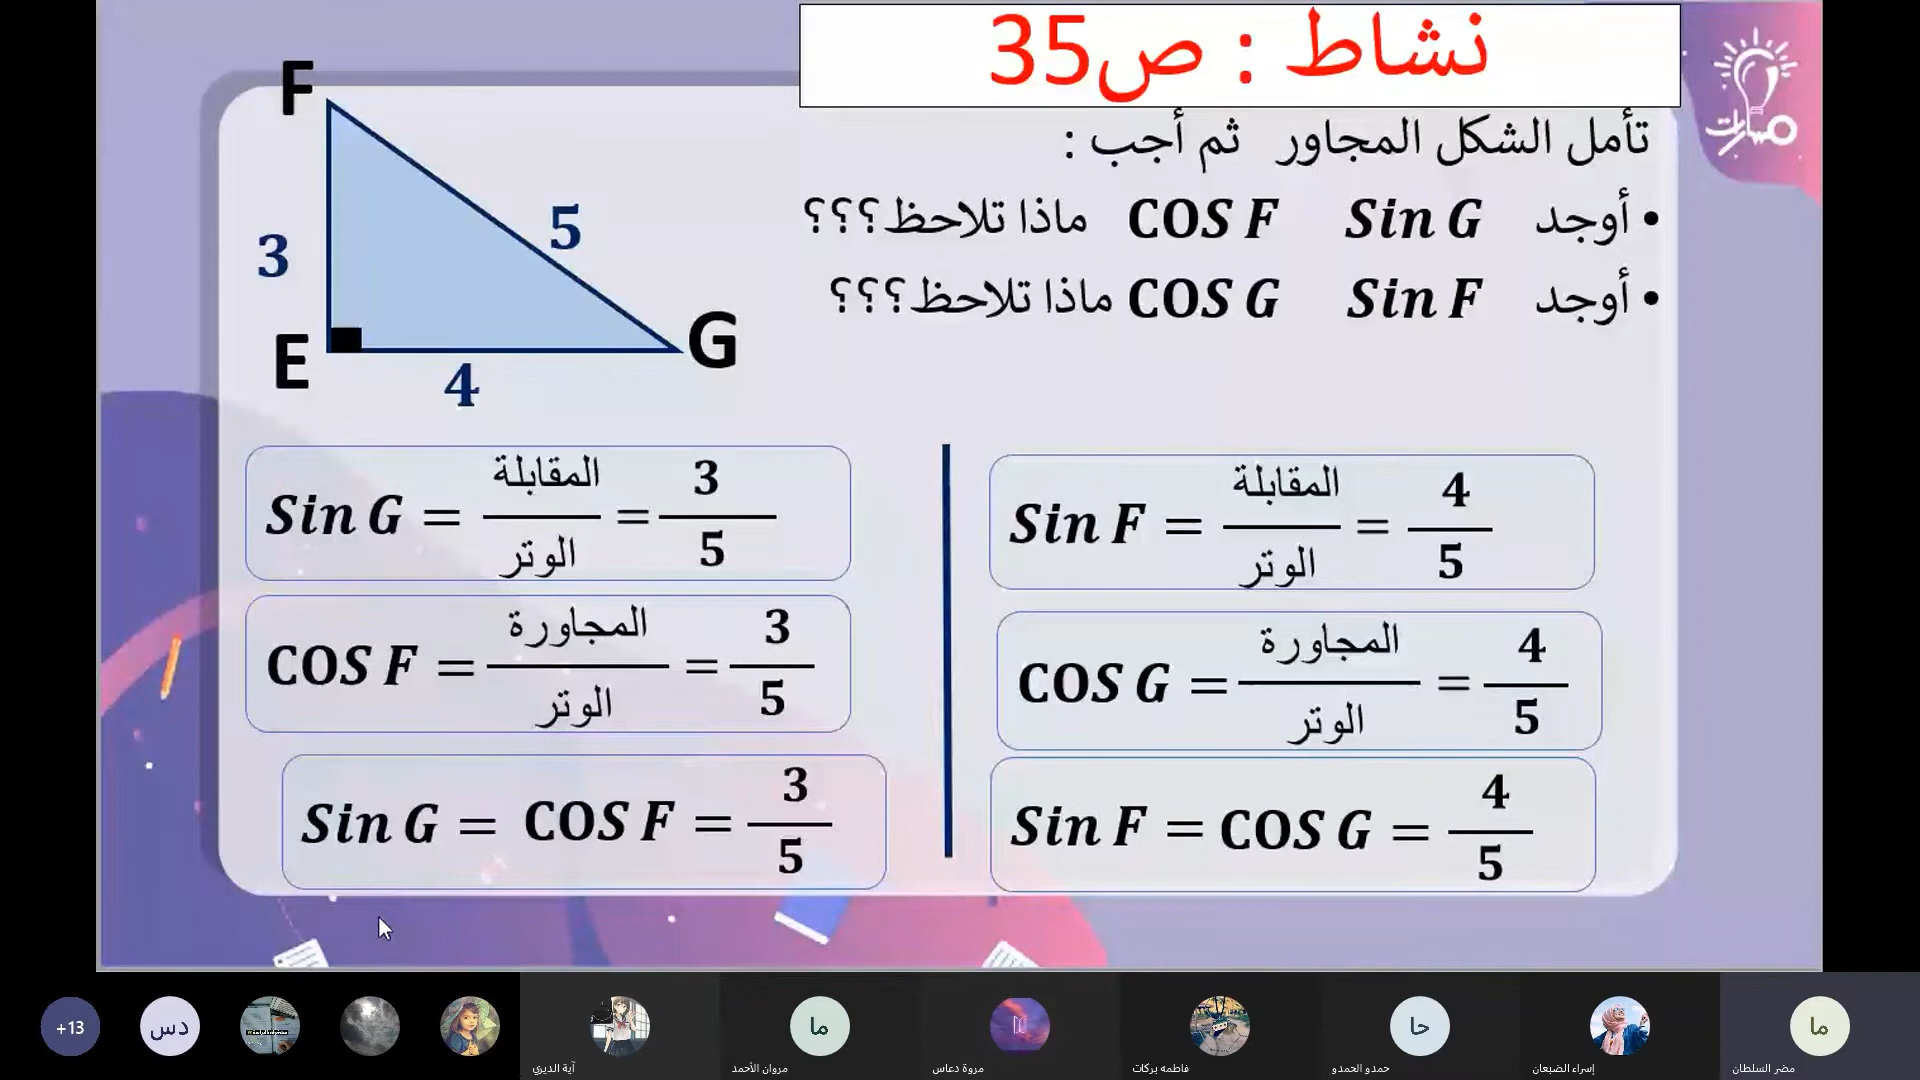 نشاط : ص35
مسارات
تأمل الشكل المجاور ثم أجب :
• أوجد Sin G COS F ماذا تلاحظ؟؟؟
• أوجد Sin F COS G ماذا تلاحظ؟؟؟
F
3
5
E
4
G
Sin G = المقابلة / الوتر = 3 / 5
COS F = المجاورة / الوتر = 3 / 5
Sin G = COS F = 3 / 5
Sin F = المقابلة / الوتر = 4 / 5
COS G = المجاورة / الوتر = 4 / 5
Sin F = COS G = 4 / 5
+13
دس
آية الديري
ما
مروان الأحمد
مروة دعاس
فاطمه بركات
حا
حمدو الحمدو
إسراء الضبعان
ما
مضر السلطان